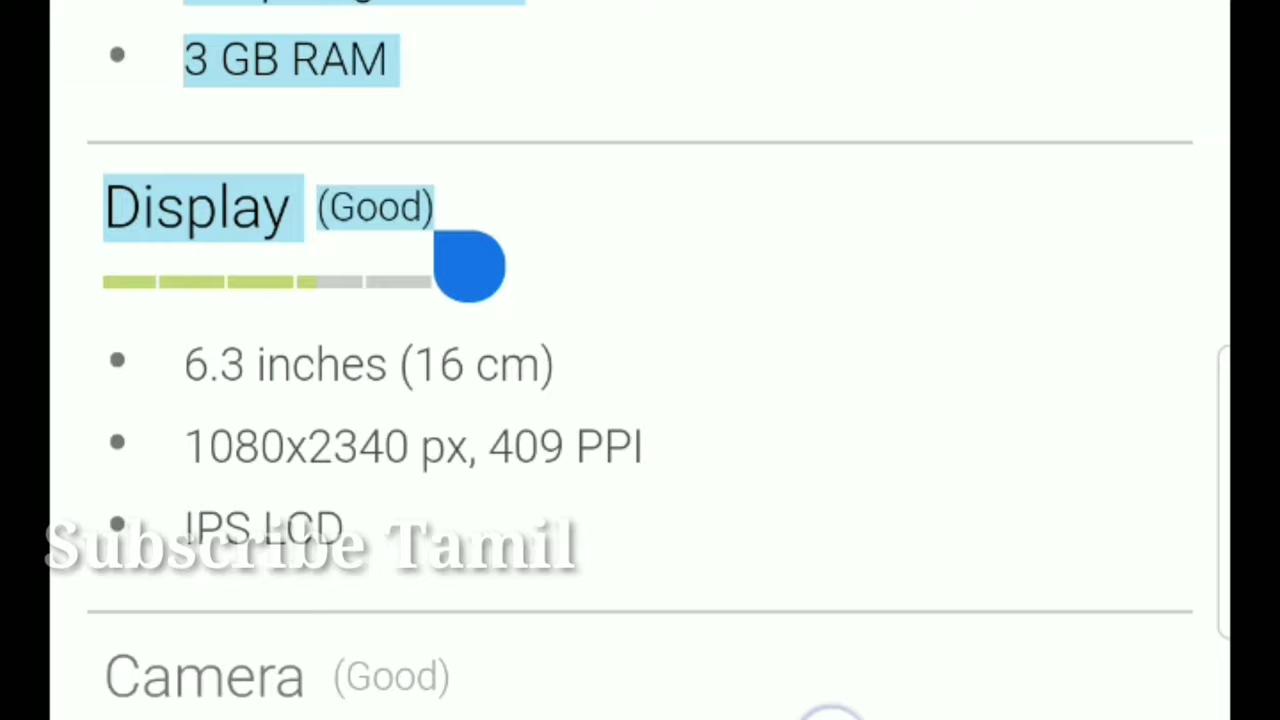 3 GB RAM
Display (Good)
6.3 inches (16 cm)
1080x2340 px, 409 PPI
IPS LCD
Subscribe Tamil
Camera (Good)